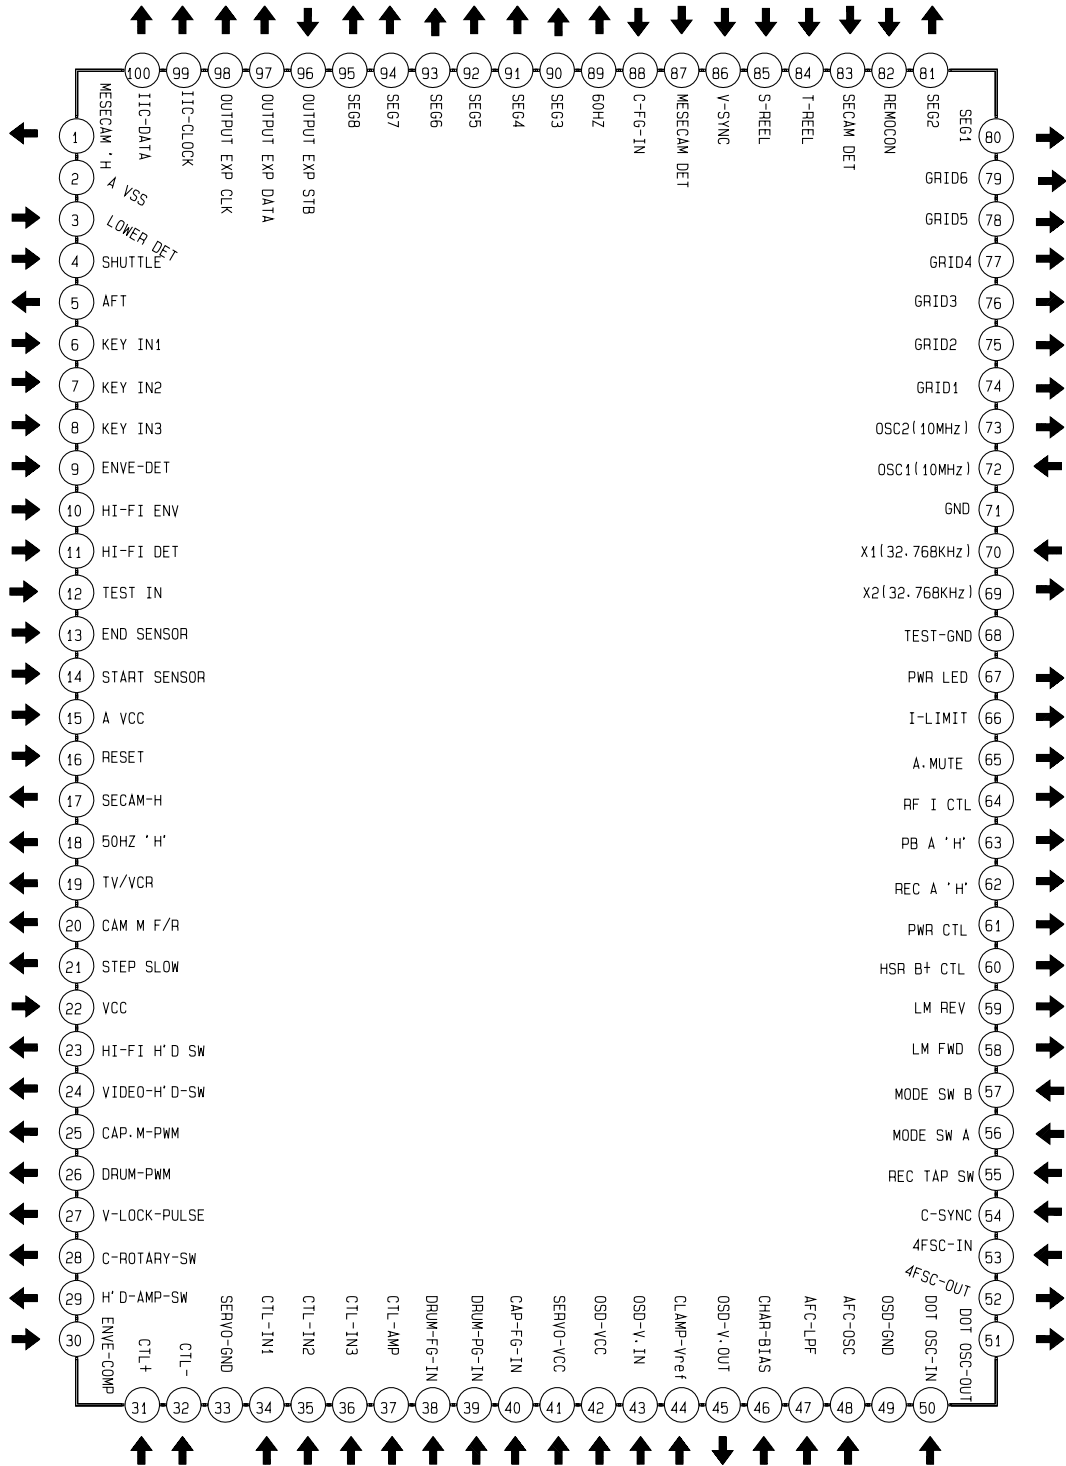 100 99 98 97 96 95 94 93 92 91 90 89 88 87 86 85 84 83 82 81
IIC-DATA
IIC-CLOCK
OUTPUT EXP CLK
OUTPUT EXP DATA
OUTPUT EXP STB
SEG8
SEG7
SEG6
SEG5
SEG4
SEG3
60HZ
C-FG-IN
MESECAM DET
V-SYNC
S-REEL
T-REEL
SECAM DET
REMOCON
SEG2
1 MESECAM 'H
2 A VSS
3 LOWER DET
4 SHUTTLE
5 AFT
6 KEY IN1
7 KEY IN2
8 KEY IN3
9 ENVE-DET
10 HI-FI ENV
11 HI-FI DET
12 TEST IN
13 END SENSOR
14 START SENSOR
15 A VCC
16 RESET
17 SECAM-H
18 50HZ 'H'
19 TV/VCR
20 CAM M F/R
21 STEP SLOW
22 VCC
23 HI-FI H'D SW
24 VIDEO-H'D-SW
25 CAP.M-PWM
26 DRUM-PWM
27 V-LOCK-PULSE
28 C-ROTARY-SW
29 H'D-AMP-SW
30 ENVE-COMP
SEG1 80
GRID6 79
GRID5 78
GRID4 77
GRID3 76
GRID2 75
GRID1 74
OSC2(10MHz) 73
OSC1(10MHz) 72
GND 71
X1(32.768KHz) 70
X2(32.768KHz) 69
TEST-GND 68
PWR LED 67
I-LIMIT 66
A.MUTE 65
RF I CTL 64
PB A 'H' 63
REC A 'H' 62
PWR CTL 61
HSR B+ CTL 60
LM REV 59
LM FWD 58
MODE SW B 57
MODE SW A 56
REC TAP SW 55
C-SYNC 54
4FSC-IN 53
4FSC-OUT 52
DOT OSC-OUT 51
CTL+
CTL-
SERVO-GND
CTL-IN1
CTL-IN2
CTL-IN3
CTL-AMP
DRUM-FG-IN
DRUM-PG-IN
CAP-FG-IN
SERVO-VCC
OSD-VCC
OSD-V.IN
CLAMP-Vref
OSD-V.OUT
CHAR-BIAS
AFC-LPF
AFC-OSC
OSD-GND
DOT OSC-IN
31 32 33 34 35 36 37 38 39 40 41 42 43 44 45 46 47 48 49 50